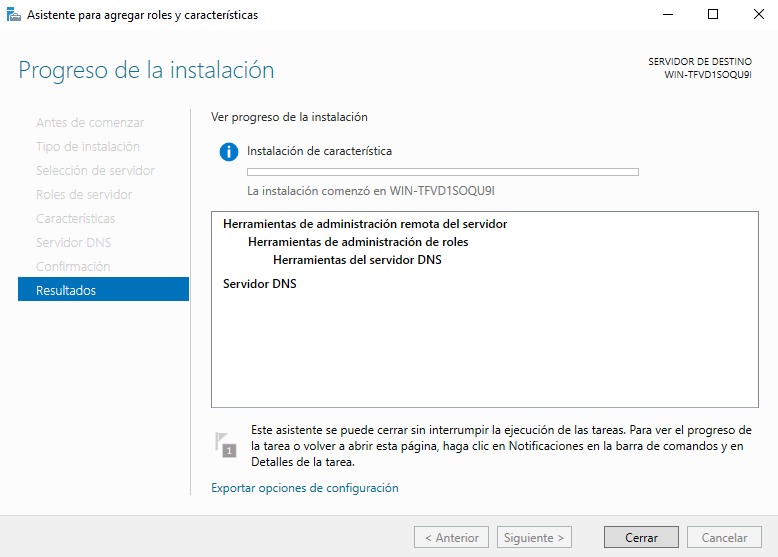 Asistente para agregar roles y características
Progreso de la instalación
SERVIDOR DE DESTINO
WIN-TFVD1SOQU9I
Antes de comenzar
Tipo de instalación
Selección de servidor
Roles de servidor
Características
Servidor DNS
Confirmación
Resultados
Ver progreso de la instalación
Instalación de característica
La instalación comenzó en WIN-TFVD1SOQU9I
Herramientas de administración remota del servidor
Herramientas de administración de roles
Herramientas del servidor DNS
Servidor DNS
1
Este asistente se puede cerrar sin interrumpir la ejecución de las tareas. Para ver el progreso de
la tarea o volver a abrir esta página, haga clic en Notificaciones en la barra de comandos y en
Detalles de la tarea.
Exportar opciones de configuración
< Anterior
Siguiente >
Cerrar
Cancelar